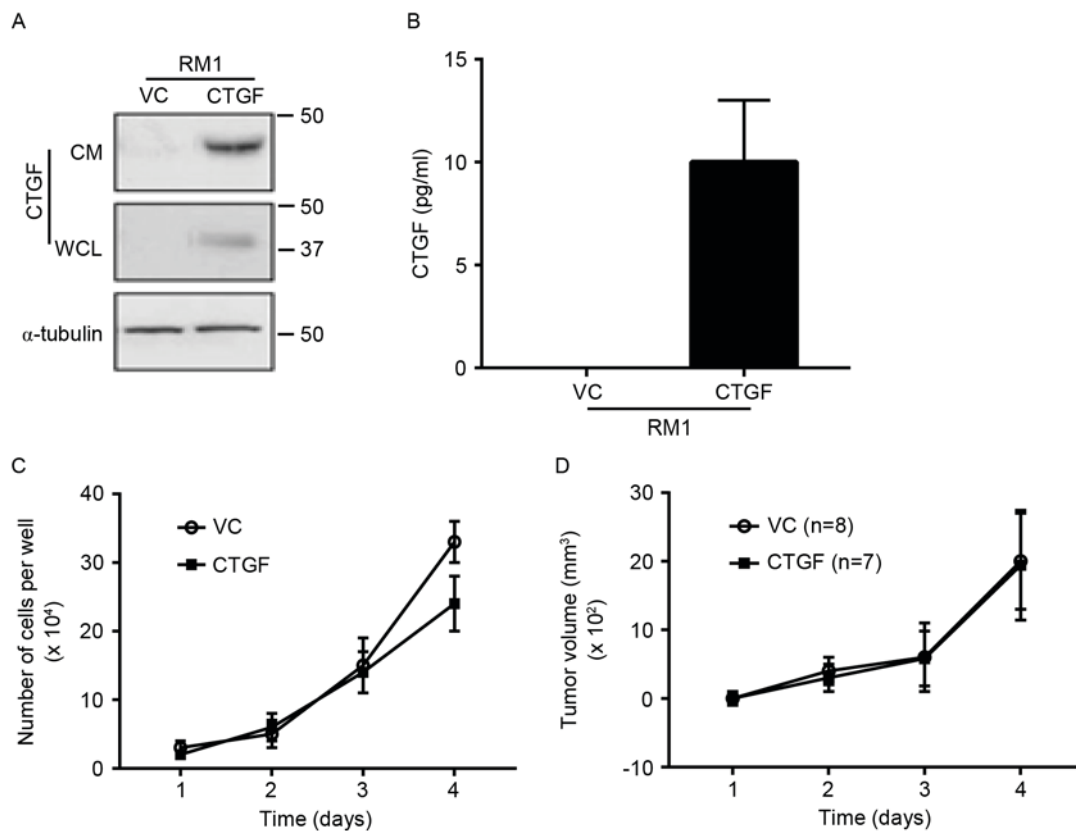 A
RM1
VC CTGF
50
CTGF
CM
50
WCL
37
α-tubulin
50
B
15
10
5
0
CTGF (pg/ml)
VC CTGF
RM1
C
40
30
20
10
0
Number of cells per well
(x 10⁴)
VC
CTGF
1 2 3 4
Time (days)
D
30
20
10
0
-10
Tumor volume (mm³)
(x 10²)
VC (n=8)
CTGF (n=7)
1 2 3 4
Time (days)